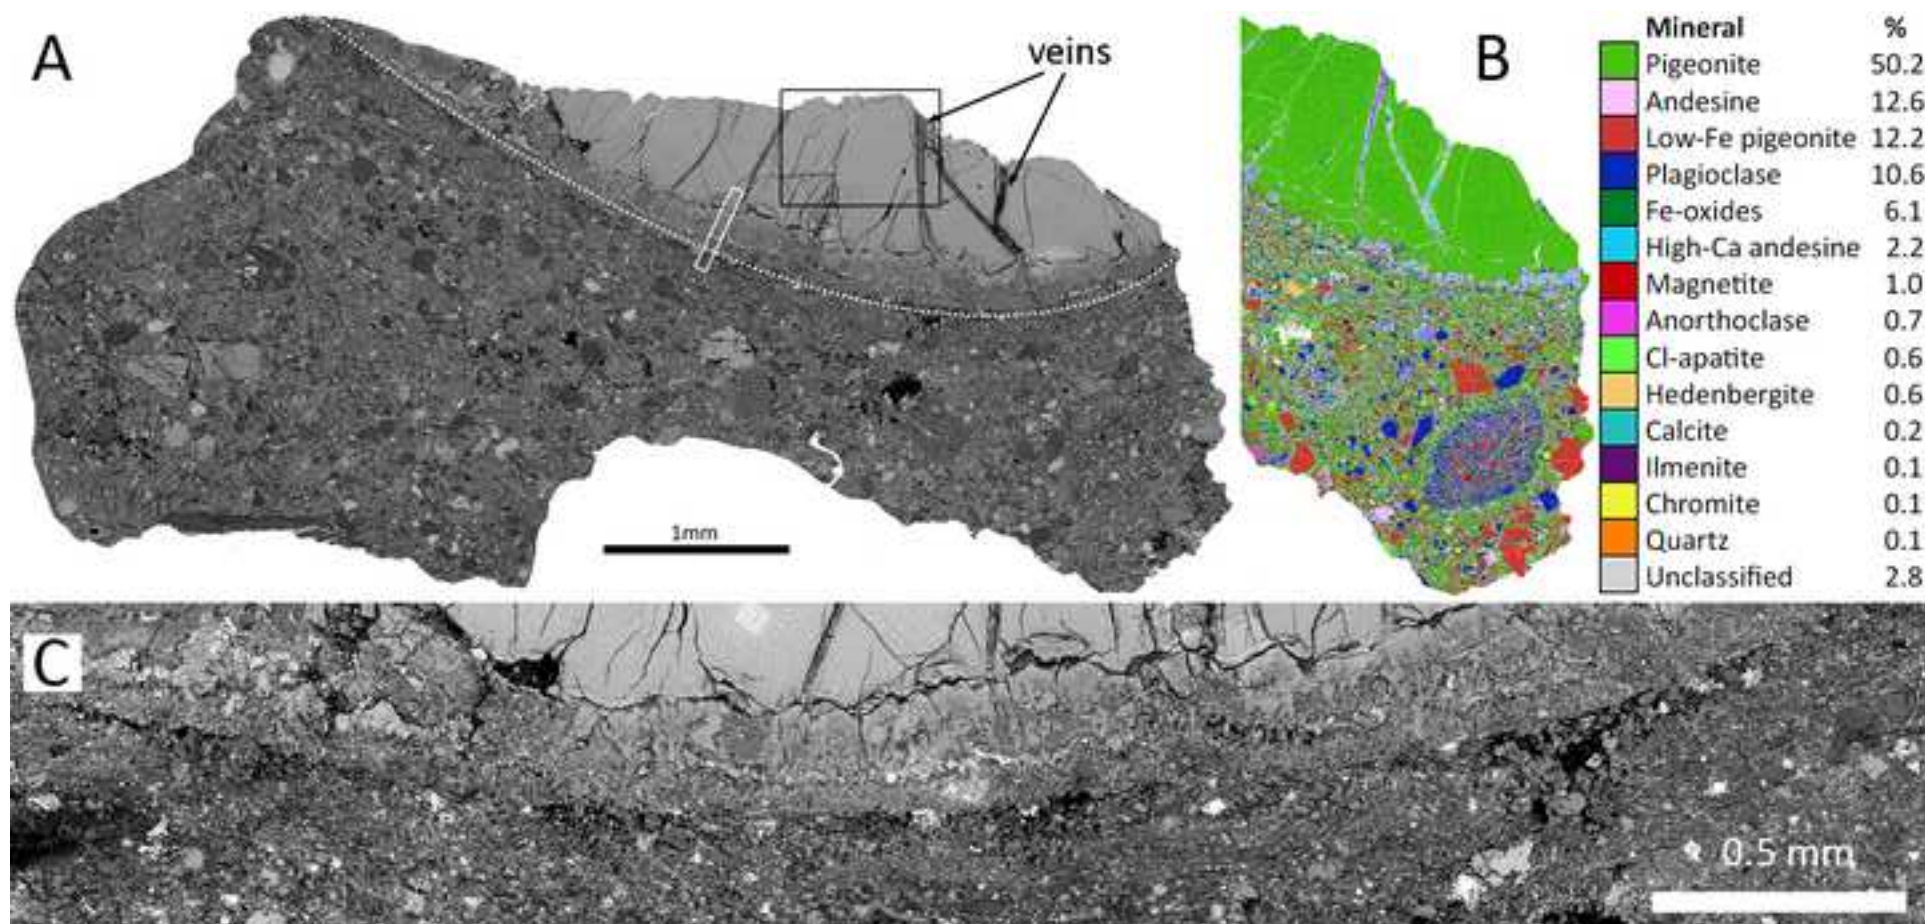 A
veins
1mm
B
Mineral %
Pigeonite 50.2
Andesine 12.6
Low-Fe pigeonite 12.2
Plagioclase 10.6
Fe-oxides 6.1
High-Ca andesine 2.2
Magnetite 1.0
Anorthoclase 0.7
Cl-apatite 0.6
Hedenbergite 0.6
Calcite 0.2
Ilmenite 0.1
Chromite 0.1
Quartz 0.1
Unclassified 2.8
C
0.5 mm